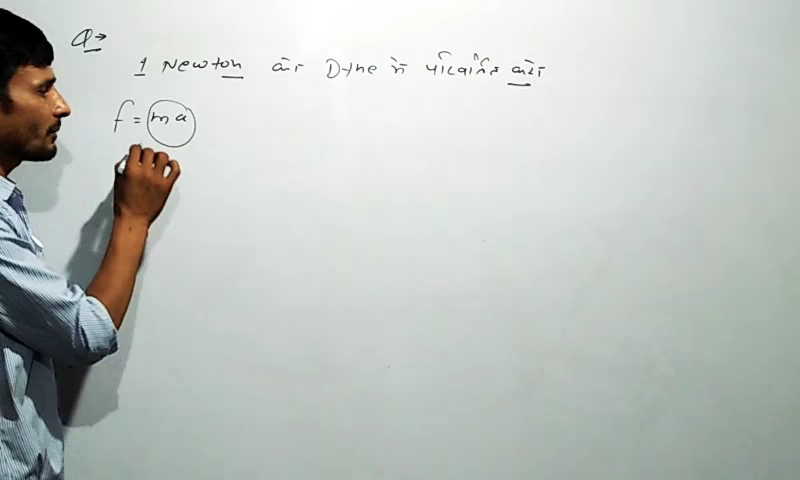 Q→
1 Newton को Dyne में परिवर्तित करो
f = ma